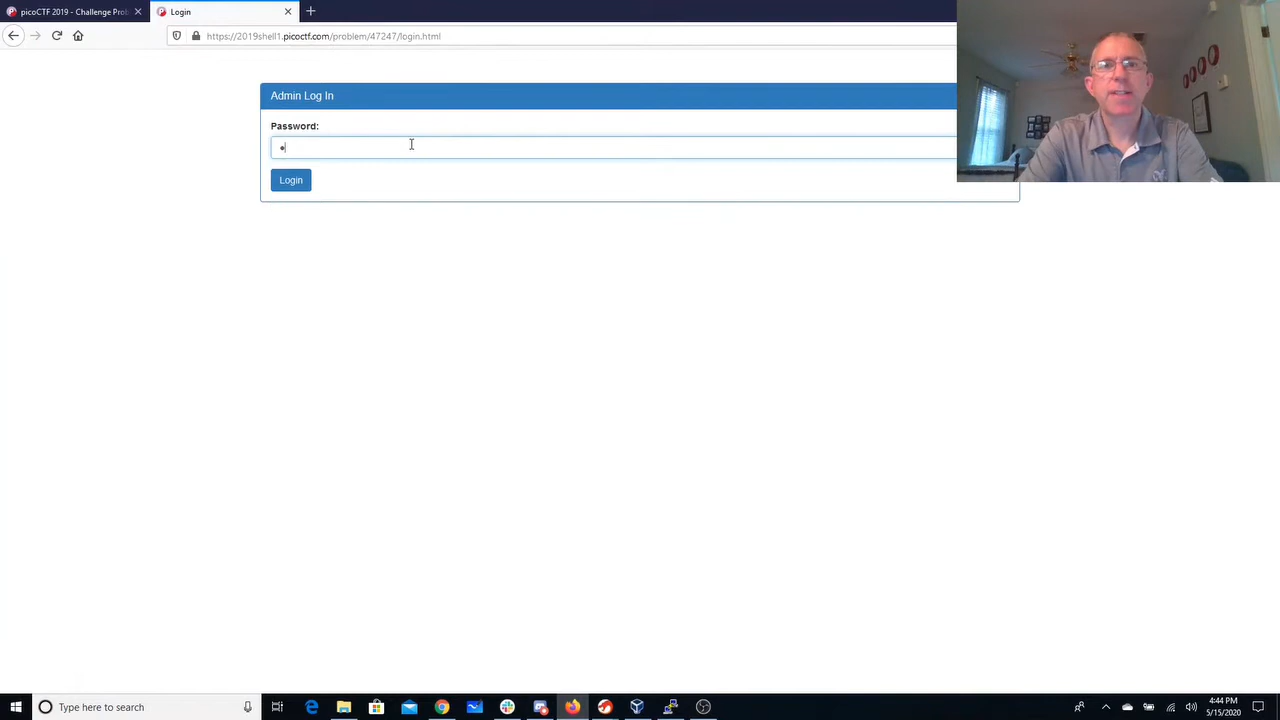 picoCTF 2019 - Challenge Prob
Login
https://2019shell1.picoctf.com/problem/47247/login.html
Admin Log In
Password:
Login
Type here to search
4:44 PM
5/15/2020